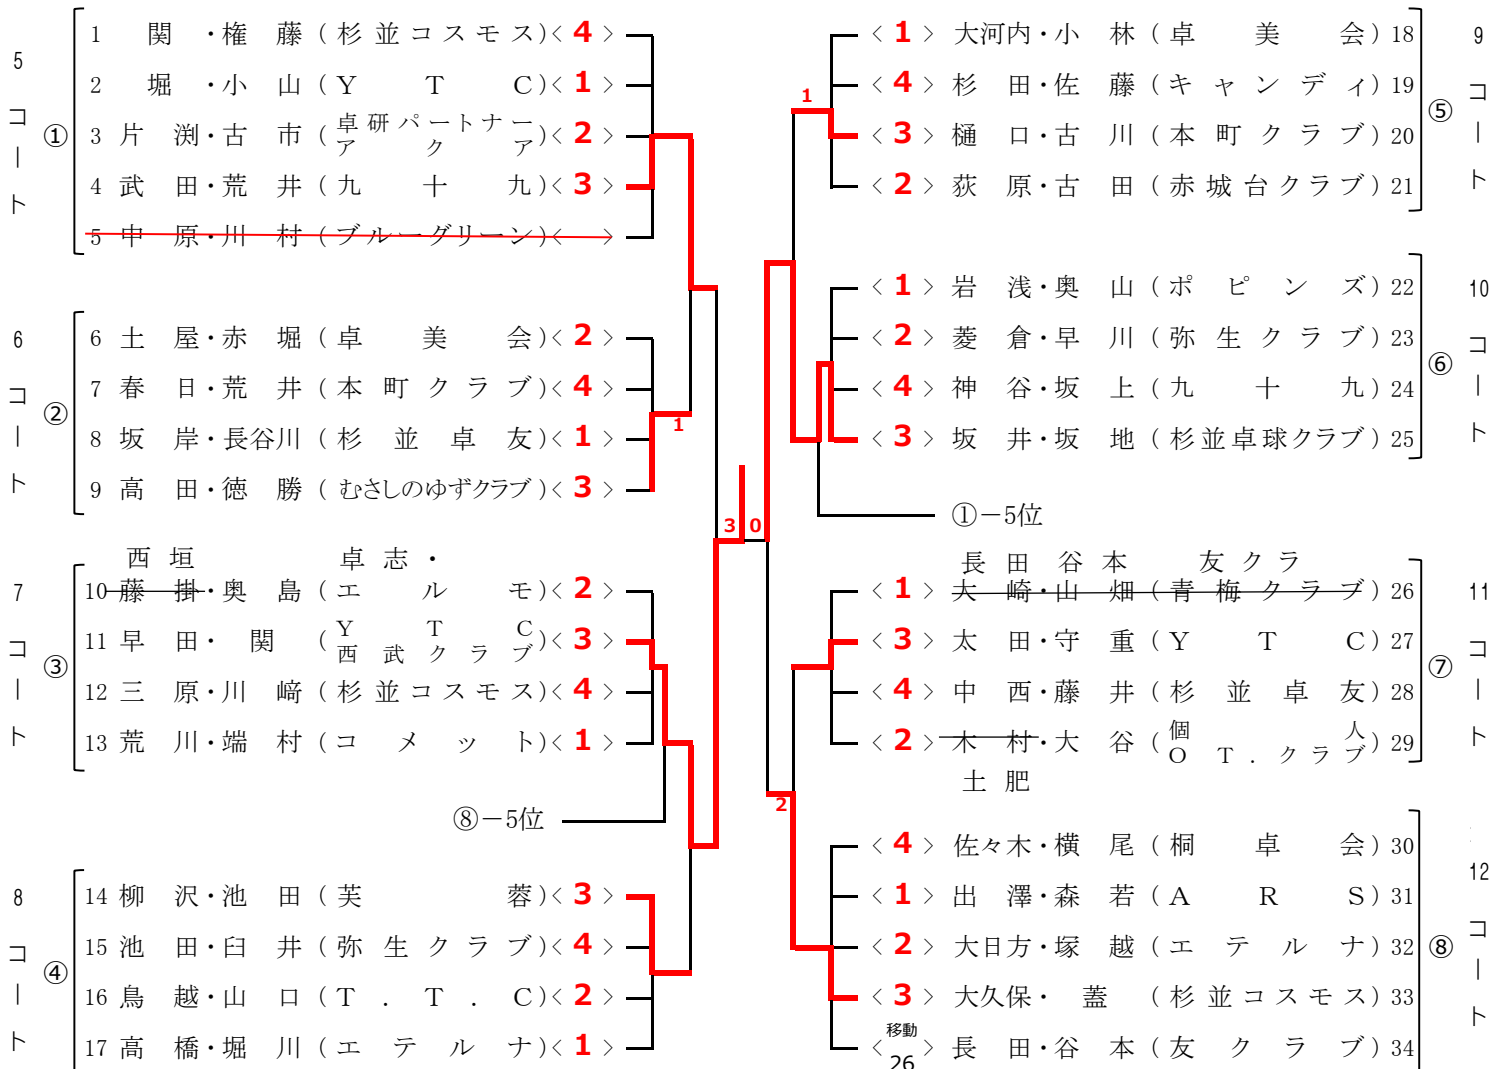 5コート
①
1 関・権藤(杉並コスモス)<4>
2 堀・小山(YTC)<1>
3 片渕・古市(卓研パートナー アクア)<2>
4 武田・荒井(九十九)<3>
5 中原・川村(ブルーグリーン)< >
6コート
②
6 土屋・赤堀(卓美会)<2>
7 春日・荒井(本町クラブ)<4>
8 坂岸・長谷川(杉並卓友)<1>
9 高田・徳勝(むさしのゆずクラブ)<3>
1
7コート
③
西垣 卓志・
10 藤掛・奥島(エルモ)<2>
11 早田・関(YTC 西武クラブ)<3>
12 三原・川﨑(杉並コスモス)<4>
13 荒川・端村(コメット)<1>
⑧-5位
8コート
④
14 柳沢・池田(芙蓉)<3>
15 池田・臼井(弥生クラブ)<4>
16 鳥越・山口(T.T.C)<2>
17 高橋・堀川(エテルナ)<1>
3 0
9コート
⑤
1
<1> 大河内・小林(卓美会)18
<4> 杉田・佐藤(キャンディ)19
<3> 樋口・古川(本町クラブ)20
<2> 荻原・古田(赤城台クラブ)21
10コート
⑥
<1> 岩浅・奥山(ポピンズ)22
<2> 菱倉・早川(弥生クラブ)23
<4> 神谷・坂上(九十九)24
<3> 坂井・坂地(杉並卓球クラブ)25
①-5位
11コート
⑦
長田谷本 友クラ
<1> 大崎・山畑(青梅クラブ)26
<3> 太田・守重(YTC)27
<4> 中西・藤井(杉並卓友)28
<2> 木村・大谷(個人 OT.クラブ)29
土肥
2
12コート
⑧
<4> 佐々木・横尾(桐卓会)30
<1> 出澤・森若(ARS)31
<2> 大日方・塚越(エテルナ)32
<3> 大久保・蓋(杉並コスモス)33
<移動 26> 長田・谷本(友クラブ)34